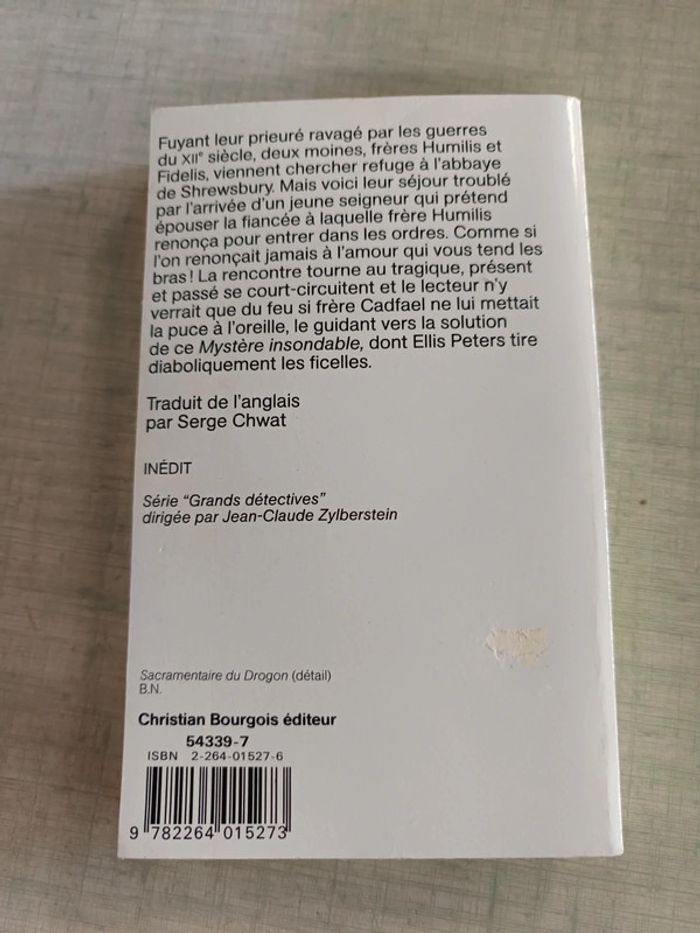 Fuyant leur prieuré ravagé par les guerres
du XIIe siècle, deux moines, frères Humilis et
Fidelis, viennent chercher refuge à l'abbaye
de Shrewsbury. Mais voici leur séjour troublé
par l'arrivée d'un jeune seigneur qui prétend
épouser la fiancée à laquelle frère Humilis
renonça pour entrer dans les ordres. Comme si
l'on renonçait jamais à l'amour qui vous tend les
bras ! La rencontre tourne au tragique, présent
et passé se court-circuitent et le lecteur n'y
verrait que du feu si frère Cadfael ne lui mettait
la puce à l'oreille, le guidant vers la solution
de ce Mystère insondable, dont Ellis Peters tire
diaboliquement les ficelles.
Traduit de l'anglais
par Serge Chwat
INÉDIT
Série "Grands détectives"
dirigée par Jean-Claude Zylberstein
Sacramentaire du Drogon (détail)
B.N.
Christian Bourgois éditeur
54339-7
ISBN 2-264-01527-6
9 782264 015273